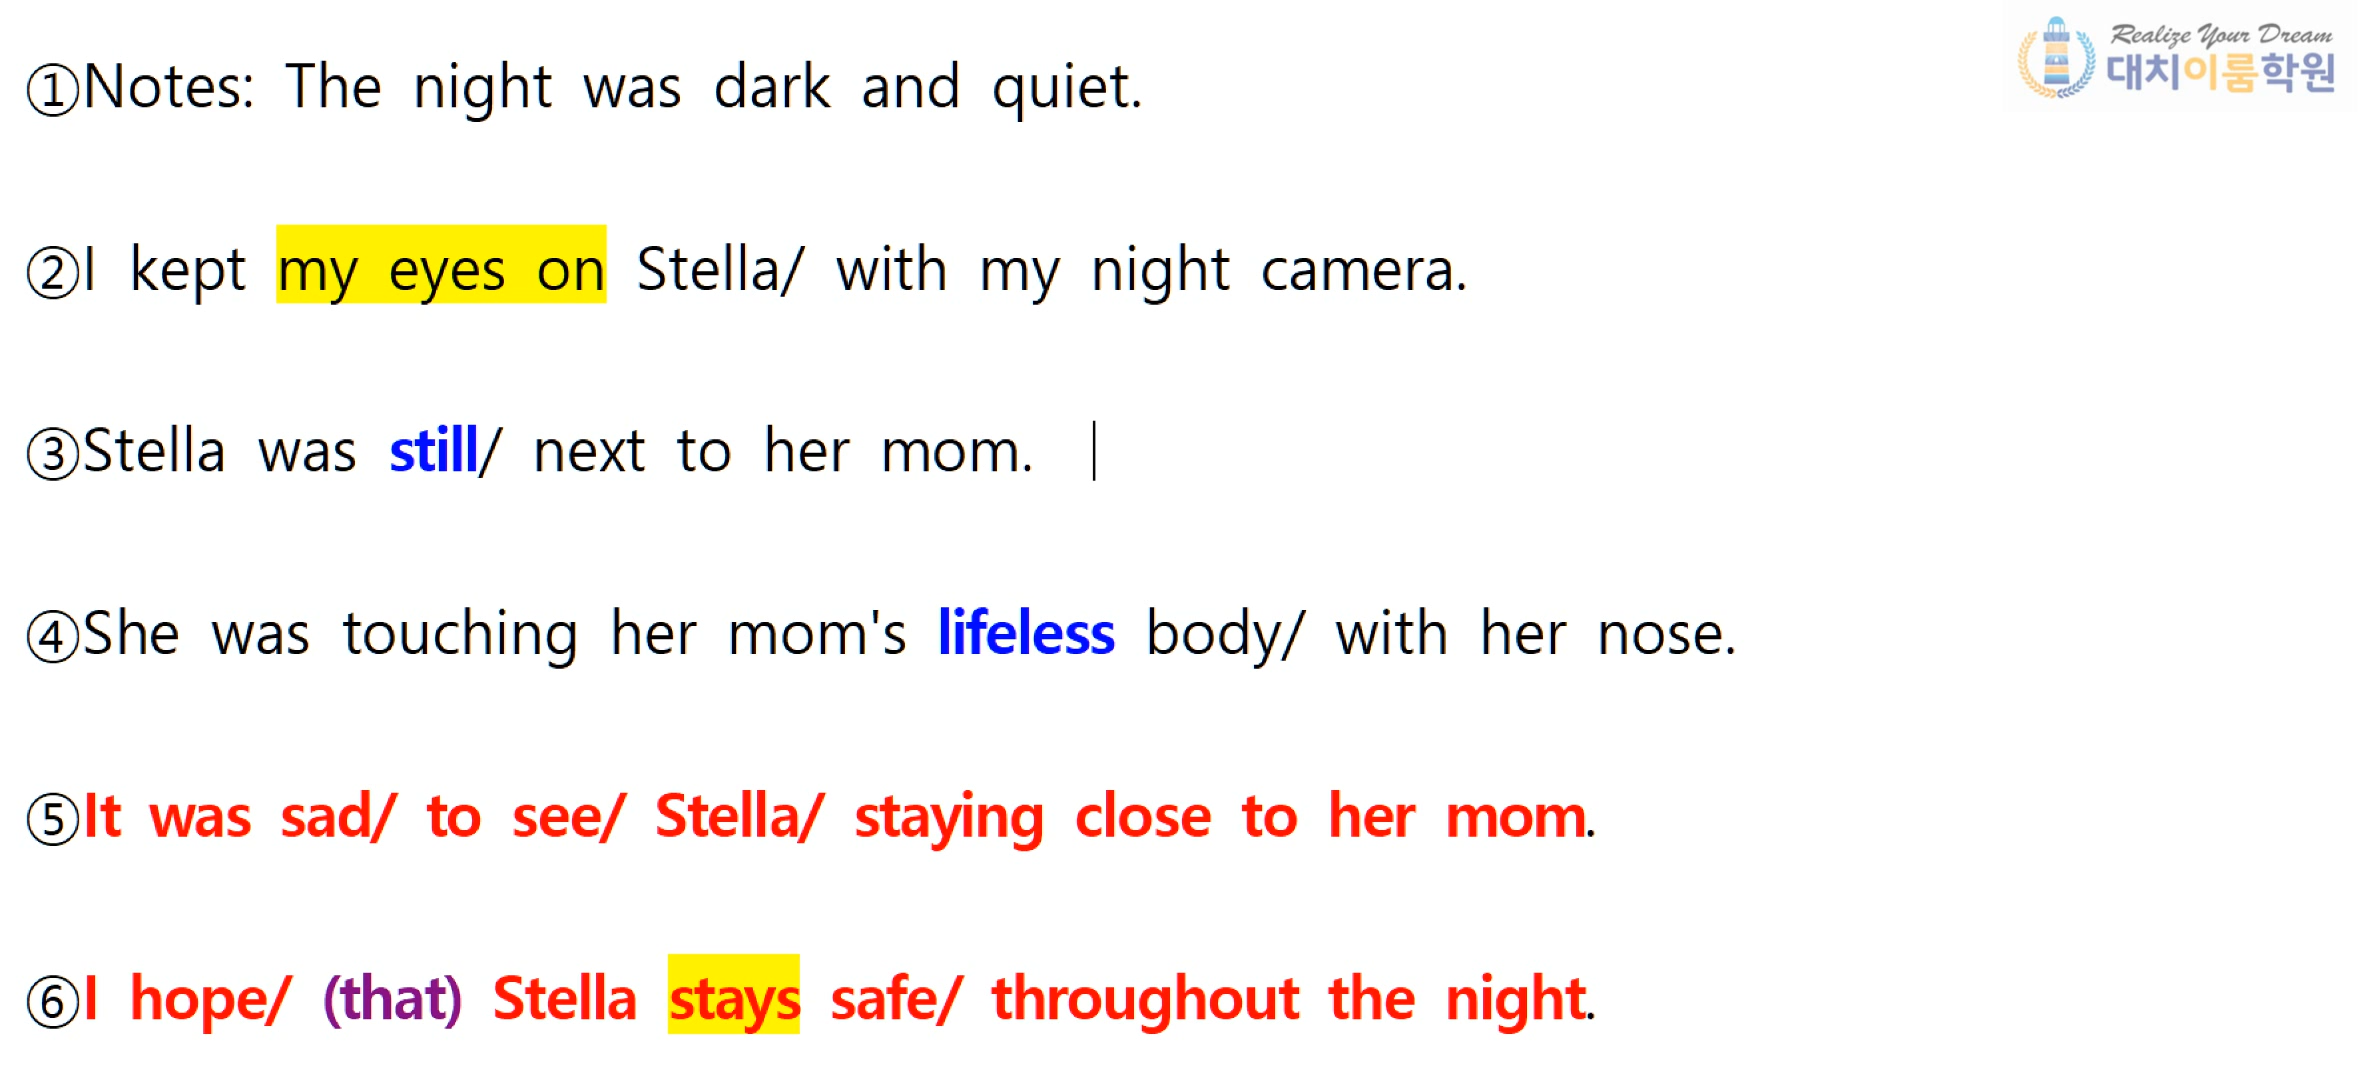 ①Notes: The night was dark and quiet.
Realize Your Dream
대치이룸학원
②I kept my eyes on Stella/ with my night camera.
③Stella was still/ next to her mom.
④She was touching her mom's lifeless body/ with her nose.
⑤It was sad/ to see/ Stella/ staying close to her mom.
⑥I hope/ (that) Stella stays safe/ throughout the night.